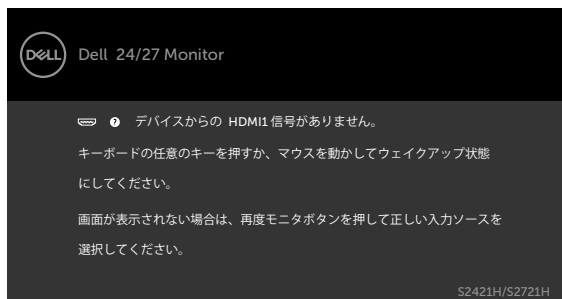 DELL
Dell 24/27 Monitor
デバイスからの HDMI1 信号がありません。
キーボードの任意のキーを押すか、マウスを動かしてウェイクアップ状態
にしてください。
画面が表示されない場合は、再度モニタボタンを押して正しい入力ソースを
選択してください。
S2421H/S2721H